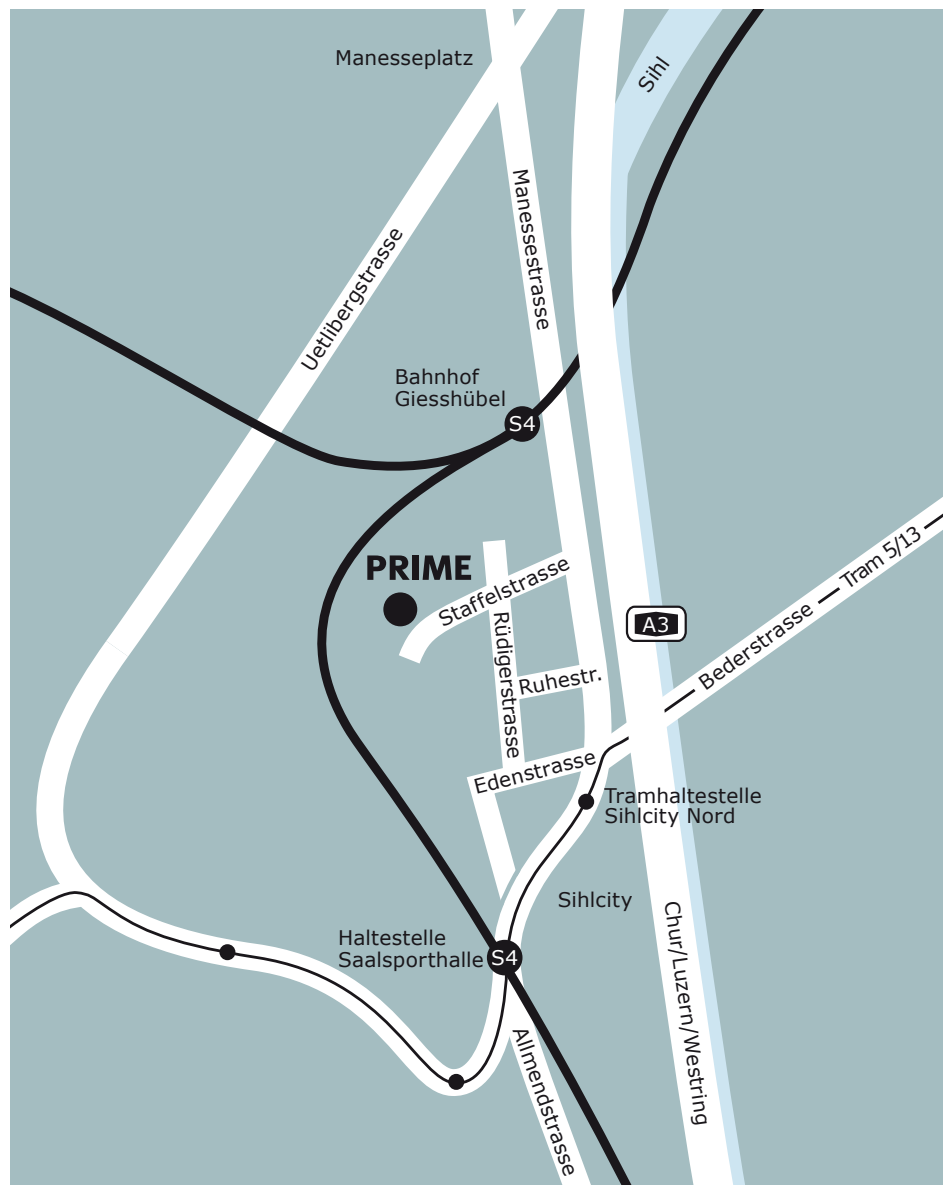 Manesseplatz
Sihl
Manessestrasse
Uetlibergstrasse
Bahnhof
Giesshübel
S4
PRIME
Staffelstrasse
Tram 5/13
A3
Bederstrasse
Rüdigerstrasse
Ruhestr.
Edenstrasse
Tramhaltestelle
Sihlcity Nord
Sihlcity
Haltestelle
Saalsporthalle
S4
Chur/Luzern/Westring
Allmendstrasse